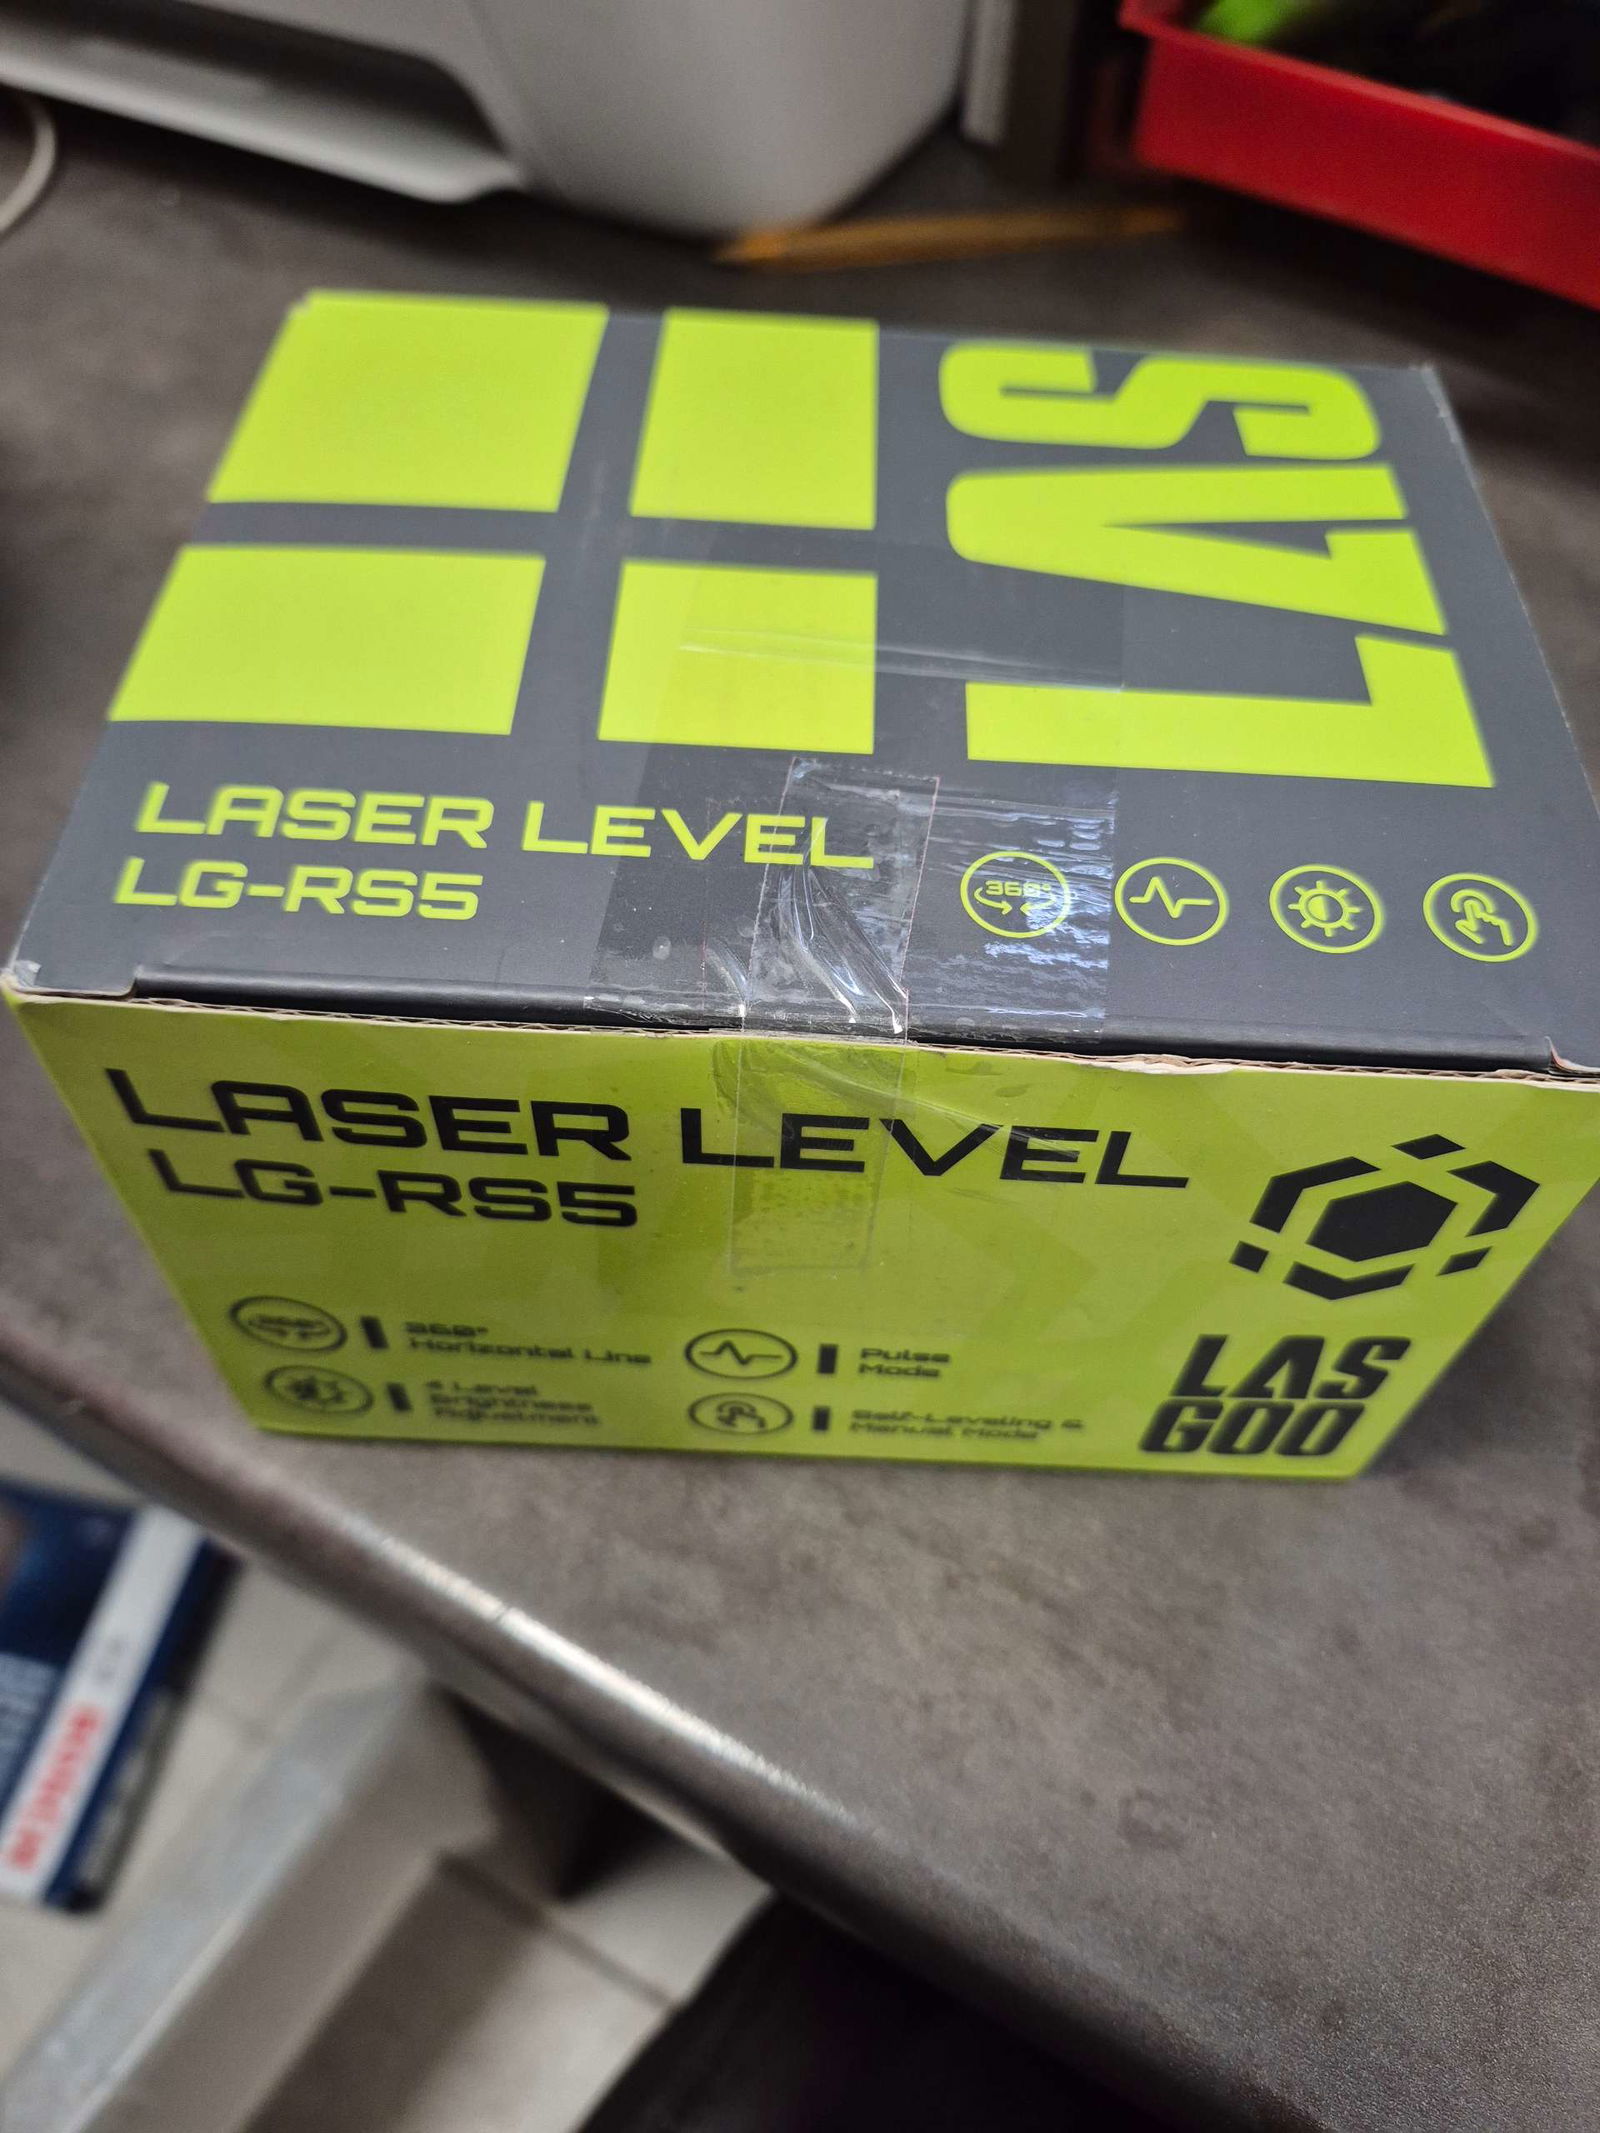 LAS
LASER LEVEL
LG-RS5
360°
LASER LEVEL
LG-RS5
360°
Horizontal Line
Pulse
Mode
4 Level
Brightness
Adjustment
Self-Leveling &
Manual Mode
LAS
GOO
BOSCH